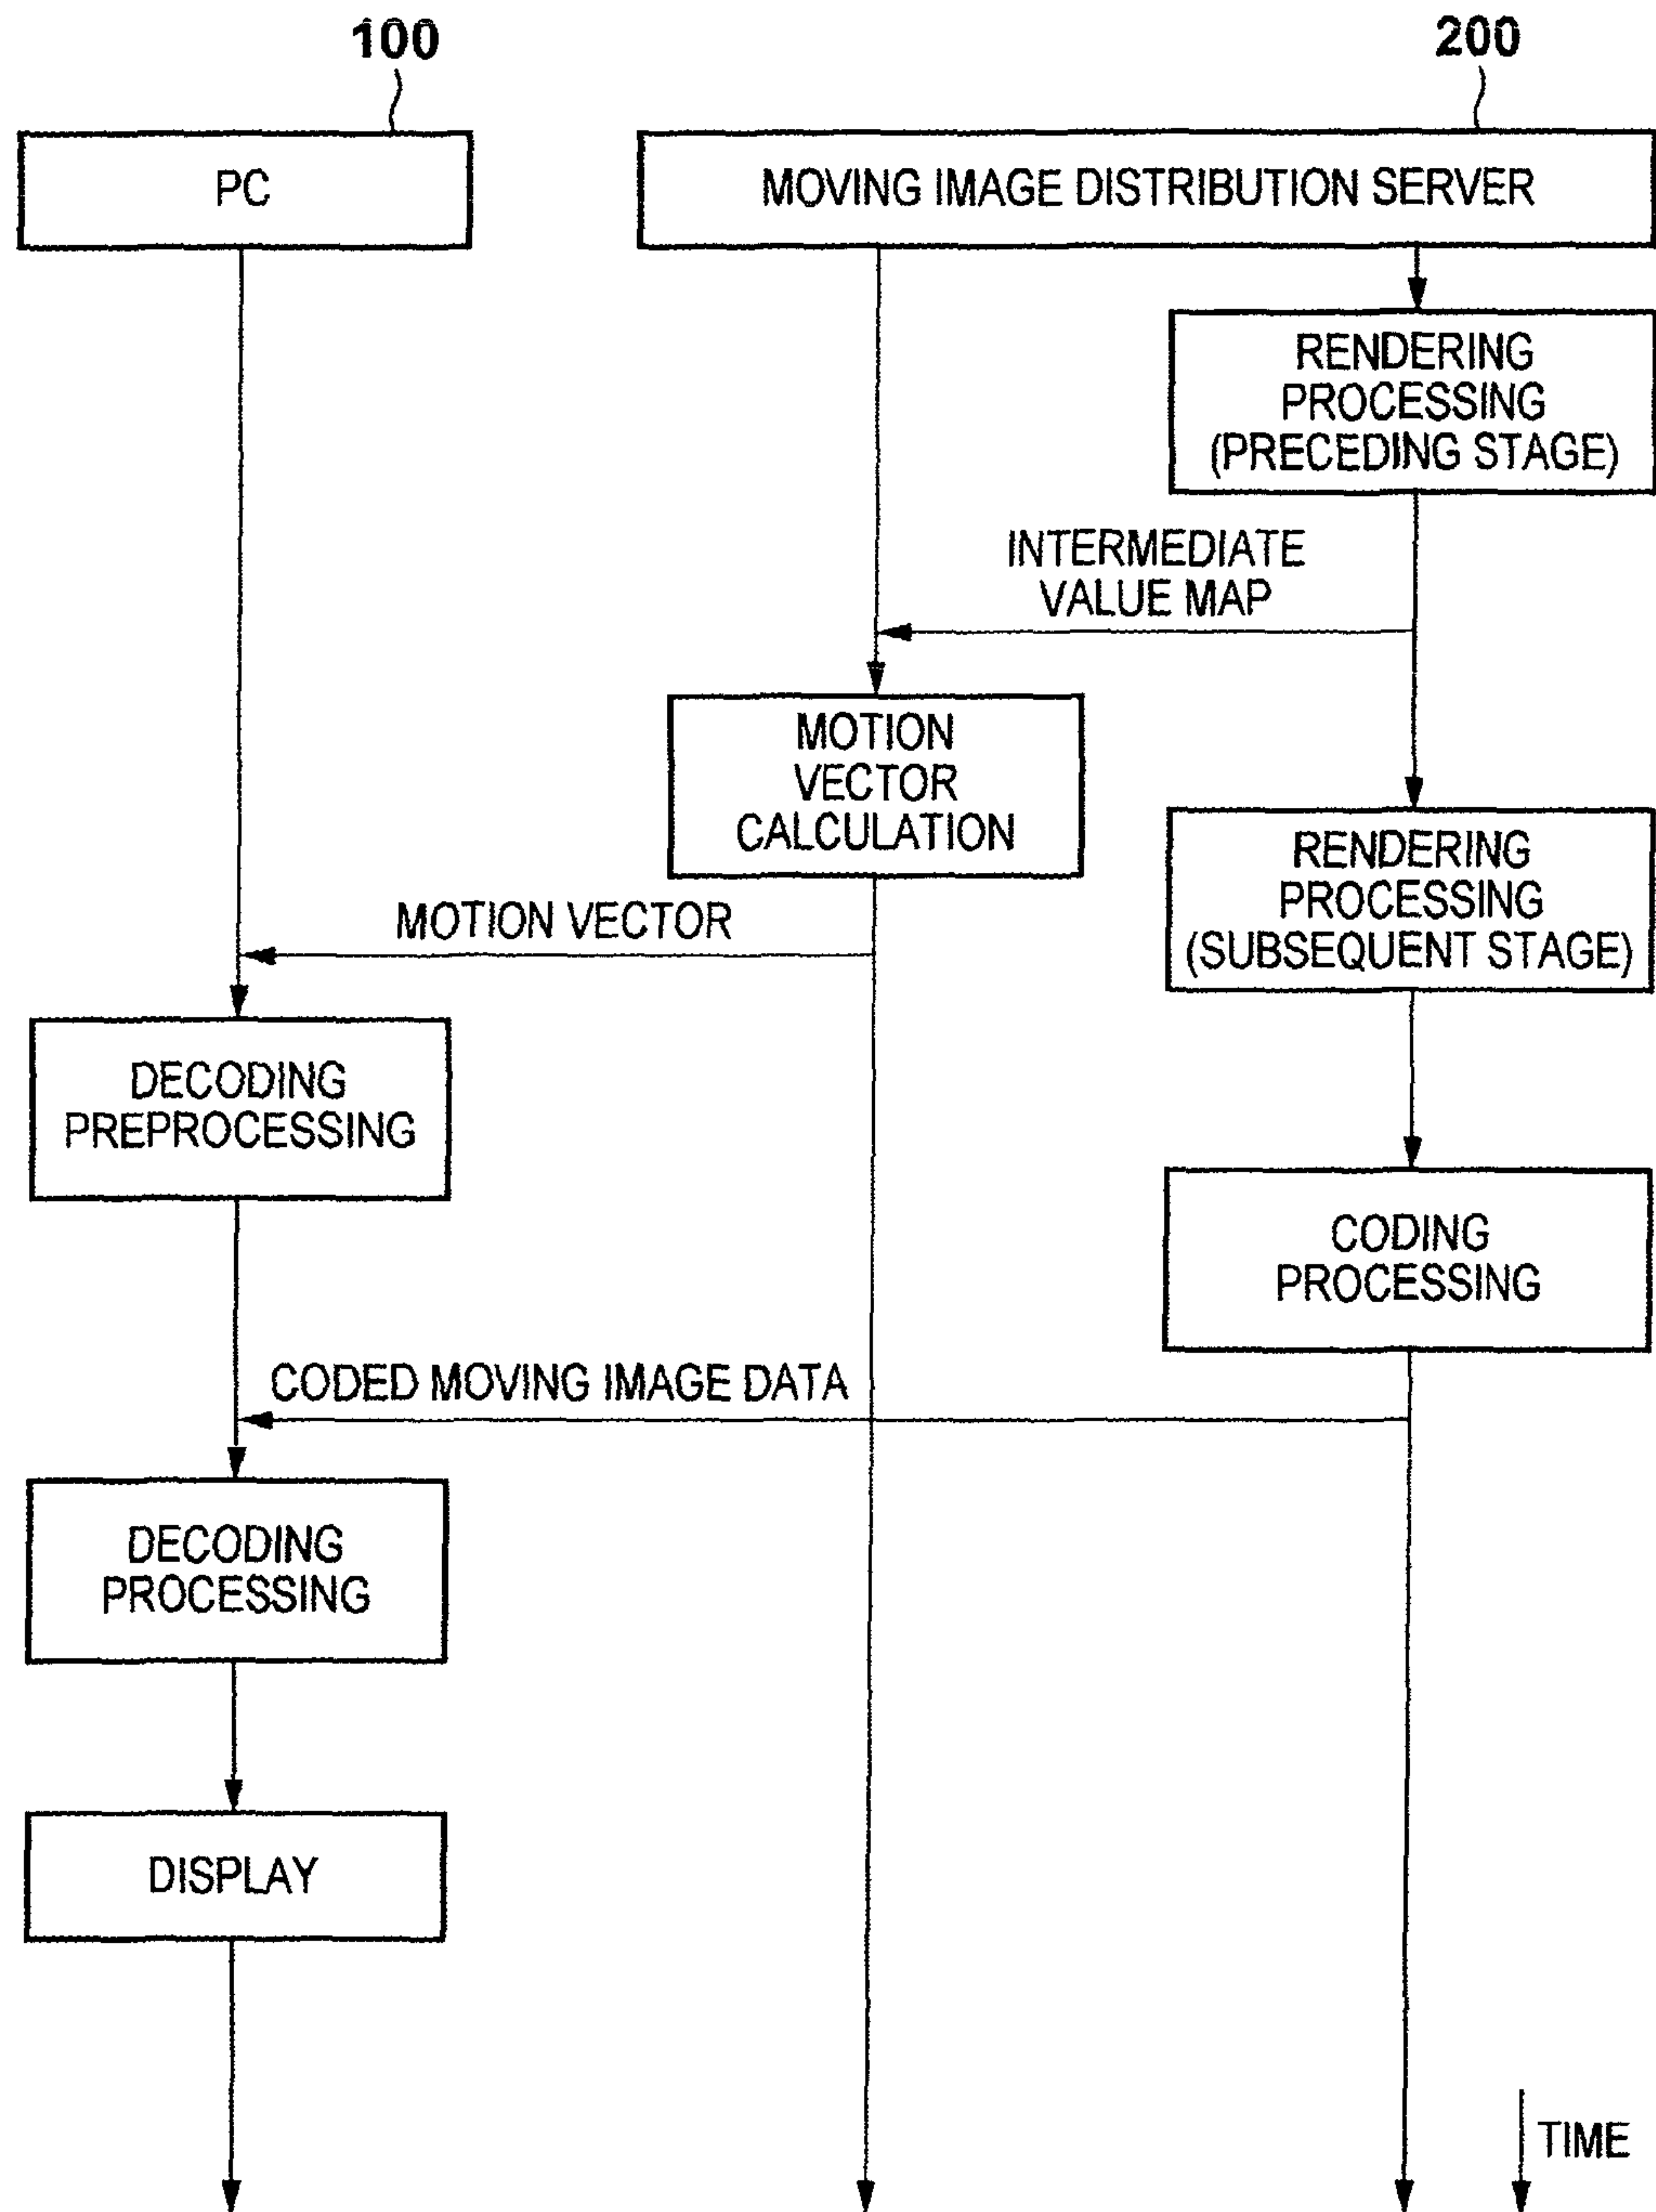 100
200
PC
MOVING IMAGE DISTRIBUTION SERVER
RENDERING
PROCESSING
(PRECEDING STAGE)
INTERMEDIATE
VALUE MAP
MOTION
VECTOR
CALCULATION
RENDERING
PROCESSING
(SUBSEQUENT STAGE)
MOTION VECTOR
DECODING
PREPROCESSING
CODING
PROCESSING
CODED MOVING IMAGE DATA
DECODING
PROCESSING
DISPLAY
TIME